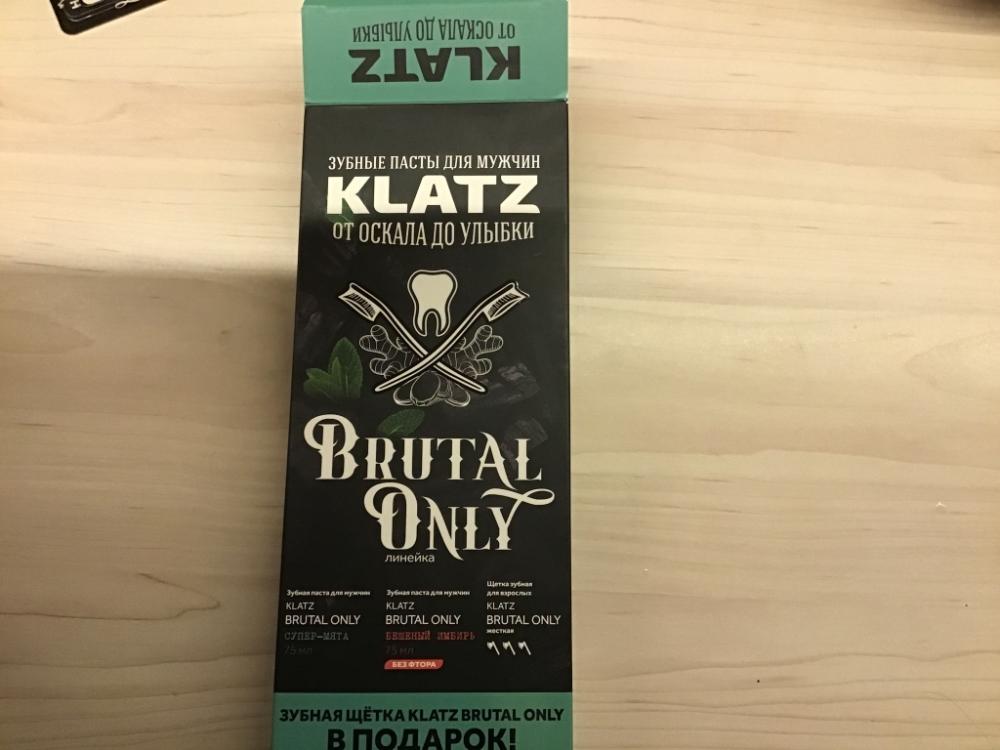 KLATZ
ОТ ОСКАЛА ДО УЛЫБКИ
ЗУБНЫЕ ПАСТЫ ДЛЯ МУЖЧИН
KLATZ
ОТ ОСКАЛА ДО УЛЫБКИ
BRUTAL
ONLY
линейка
Зубная паста для мужчин
KLATZ
BRUTAL ONLY
СУПЕР-МЯТА
75 мл
Зубная паста для мужчин
KLATZ
BRUTAL ONLY
БЕШЕНЫЙ ИМБИРЬ
75 мл
БЕЗ ФТОРА
Щетка зубная
для взрослых
KLATZ
BRUTAL ONLY
жесткая
ЗУБНАЯ ЩЁТКА KLATZ BRUTAL ONLY
В ПОДАРОК!